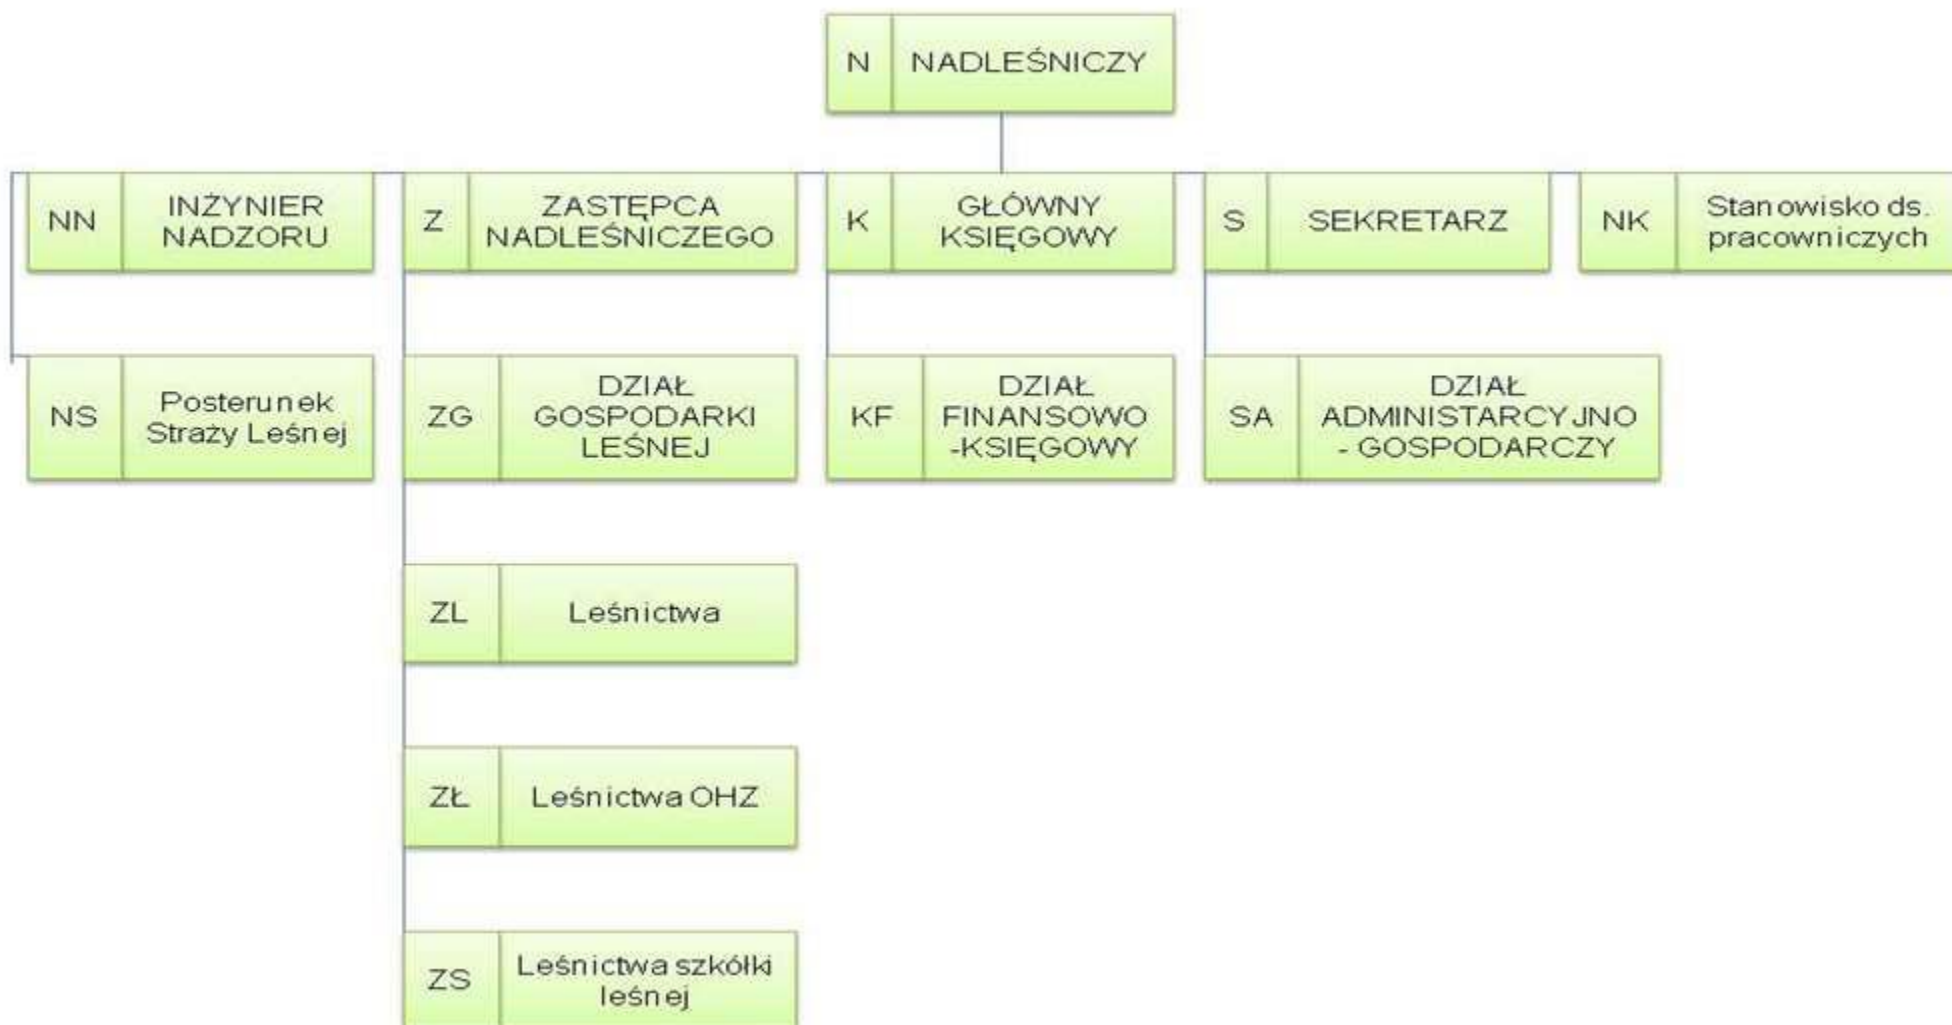 N NADLEŚNICZY
NN INŻYNIER
NADZORU
Z ZASTĘPCA
NADLEŚNICZEGO
K GŁÓWNY
KSIĘGOWY
S SEKRETARZ
NK Stanowisko ds.
pracowniczych
NS Posterunek
Straży Leśnej
ZG DZIAŁ
GOSPODARKI
LEŚNEJ
KF DZIAŁ
FINANSOWO
-KSIĘGOWY
SA DZIAŁ
ADMINISTARCYJNO
- GOSPODARCZY
ZL Leśnictwa
ZŁ Leśnictwa OHZ
ZS Leśnictwa szkółki
leśnej